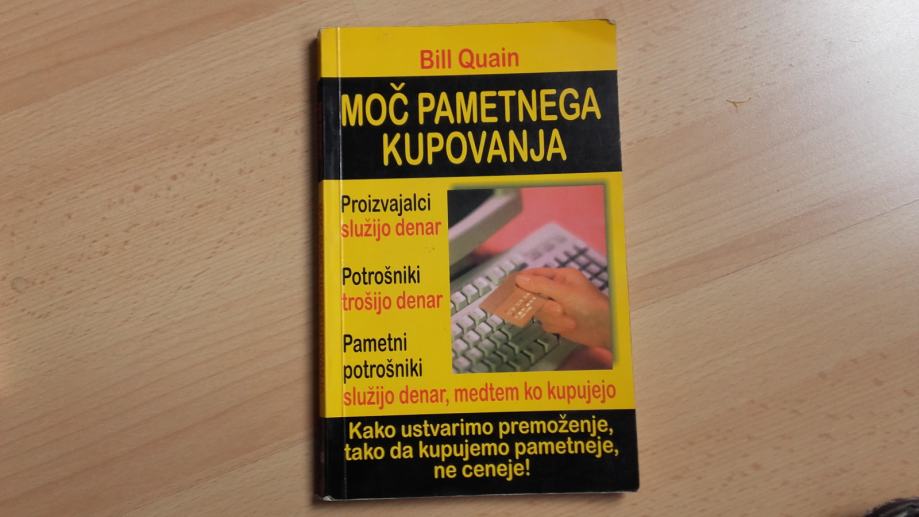 Bill Quain
MOČ PAMETNEGA
KUPOVANJA
Proizvajalci
služijo denar
Potrošniki
trošijo denar
Pametni
potrošniki
služijo denar, medtem ko kupujejo
Kako ustvarimo premoženje,
tako da kupujemo pametneje,
ne ceneje!